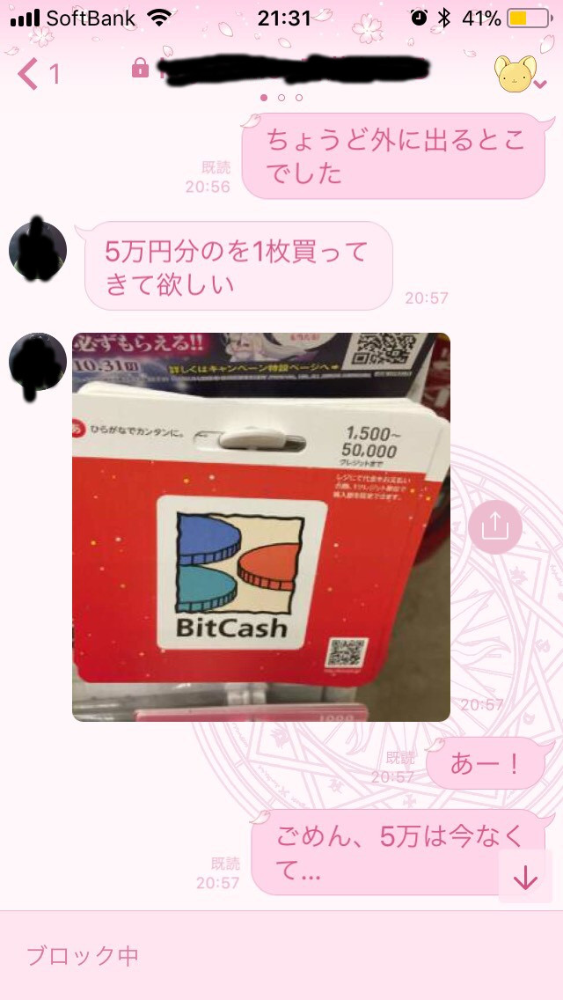 SoftBank 21:31 41%
1
ちょうど外に出るとこ
でした
既読
20:56
5万円分のを1枚買って
きて欲しい
20:57
必ずもらえる!!
10.31
詳しくはキャンペーン特設ページへ
あ ひらがなでカンタンに。
1,500~
50,000
クレジットまで
BitCash
20:57
あー！
既読
20:57
ごめん、5万は今なく
て...
既読
20:57
ブロック中